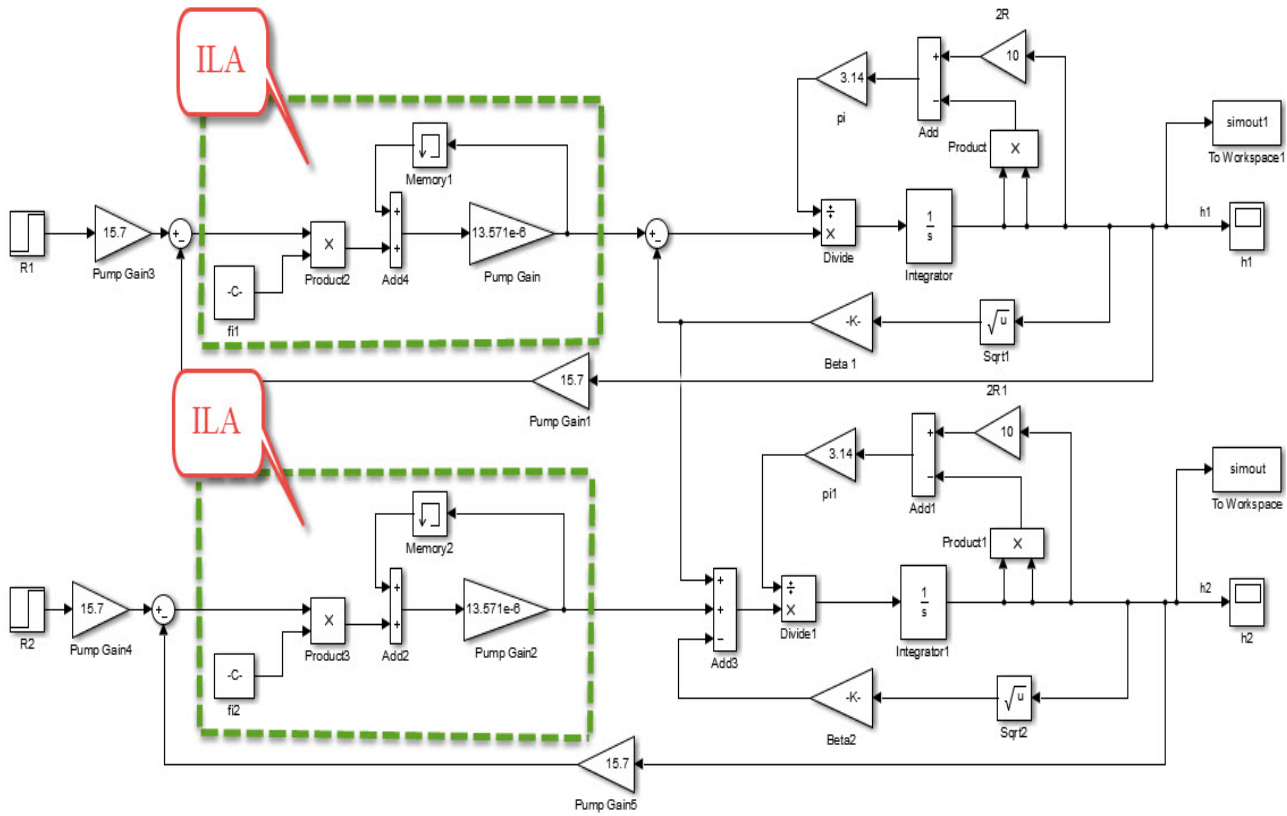 2R
ILA
10
3.14
+
−
pi
Add
simout1
Product
X
To Workspace1
Memory1
R1
15.7
Pump Gain3
+
−
X
Product2
+
+
Add4
13.571e-6
Pump Gain
+
−
÷
X
Divide
1
s
Integrator
h1
h1
-C-
fi1
-K-
Beta 1
√u
Sqrt1
15.7
Pump Gain1
ILA
2R1
10
3.14
+
−
pi1
Add1
simout
Product1
X
To Workspace
Memory2
R2
15.7
Pump Gain4
+
−
X
Product3
+
+
Add2
13.571e-6
Pump Gain2
+
+
−
Add3
÷
X
Divide1
1
s
Integrator1
h2
h2
-C-
fi2
-K-
Beta2
√u
Sqrt2
15.7
Pump Gain5